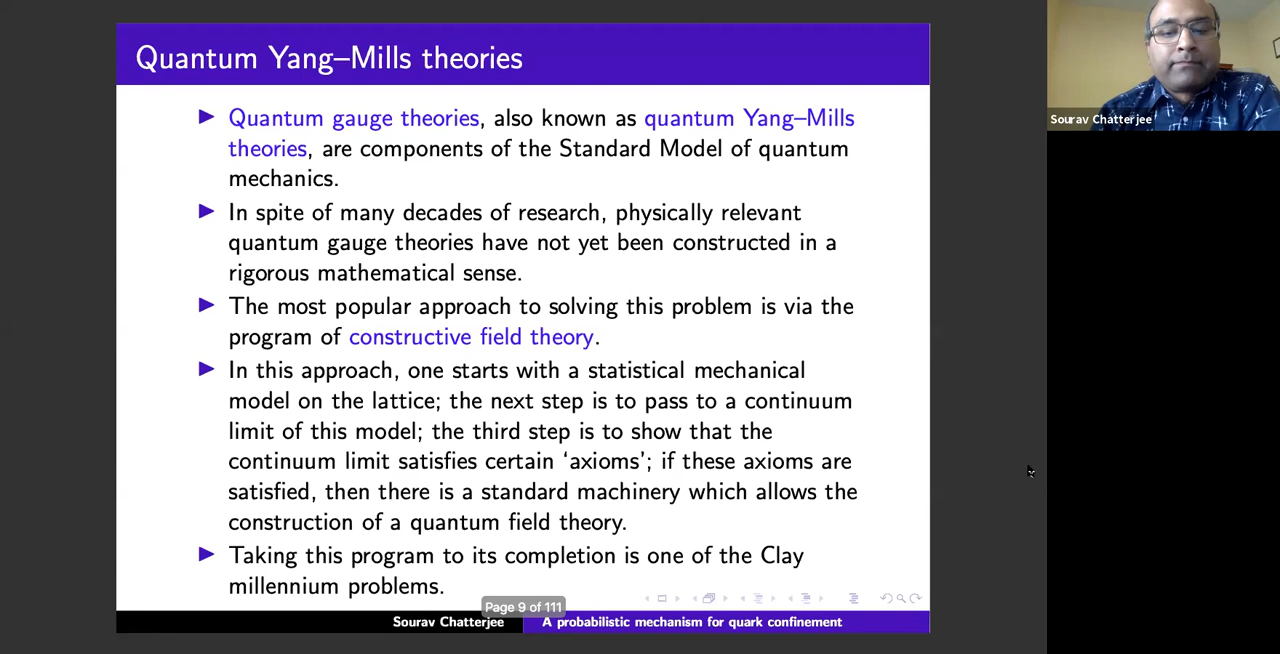 Quantum Yang–Mills theories
▶ Quantum gauge theories, also known as quantum Yang–Mills
theories, are components of the Standard Model of quantum
mechanics.
▶ In spite of many decades of research, physically relevant
quantum gauge theories have not yet been constructed in a
rigorous mathematical sense.
▶ The most popular approach to solving this problem is via the
program of constructive field theory.
▶ In this approach, one starts with a statistical mechanical
model on the lattice; the next step is to pass to a continuum
limit of this model; the third step is to show that the
continuum limit satisfies certain ‘axioms’; if these axioms are
satisfied, then there is a standard machinery which allows the
construction of a quantum field theory.
▶ Taking this program to its completion is one of the Clay
millennium problems.
Page 9 of 111
Sourav Chatterjee
A probabilistic mechanism for quark confinement
Sourav Chatterjee